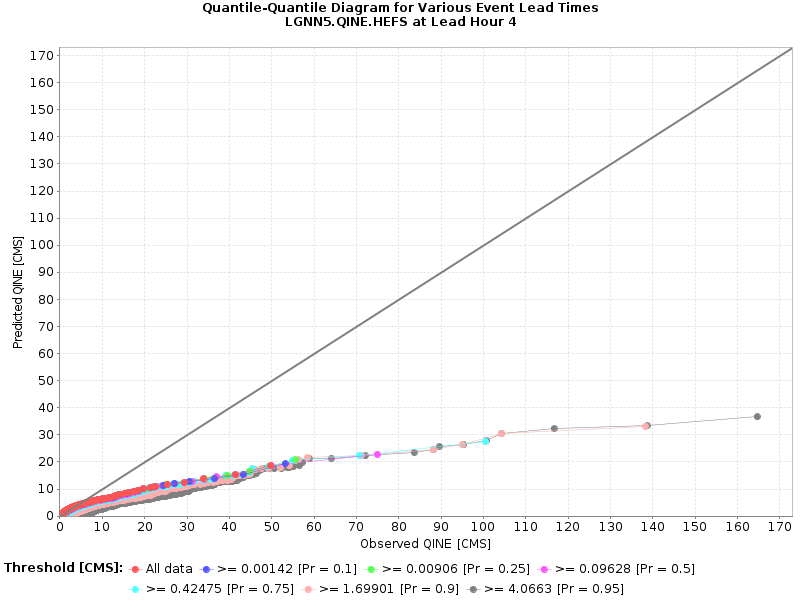 Quantile-Quantile Diagram for Various Event Lead Times
LGNN5.QINE.HEFS at Lead Hour 4
170
160
150
140
130
120
110
100
90
80
70
60
50
40
30
20
10
0
Predicted QINE [CMS]
0 10 20 30 40 50 60 70 80 90 100 110 120 130 140 150 160 170
Observed QINE [CMS]
Threshold [CMS]: All data >= 0.00142 [Pr = 0.1] >= 0.00906 [Pr = 0.25] >= 0.09628 [Pr = 0.5]
>= 0.42475 [Pr = 0.75] >= 1.69901 [Pr = 0.9] >= 4.0663 [Pr = 0.95]